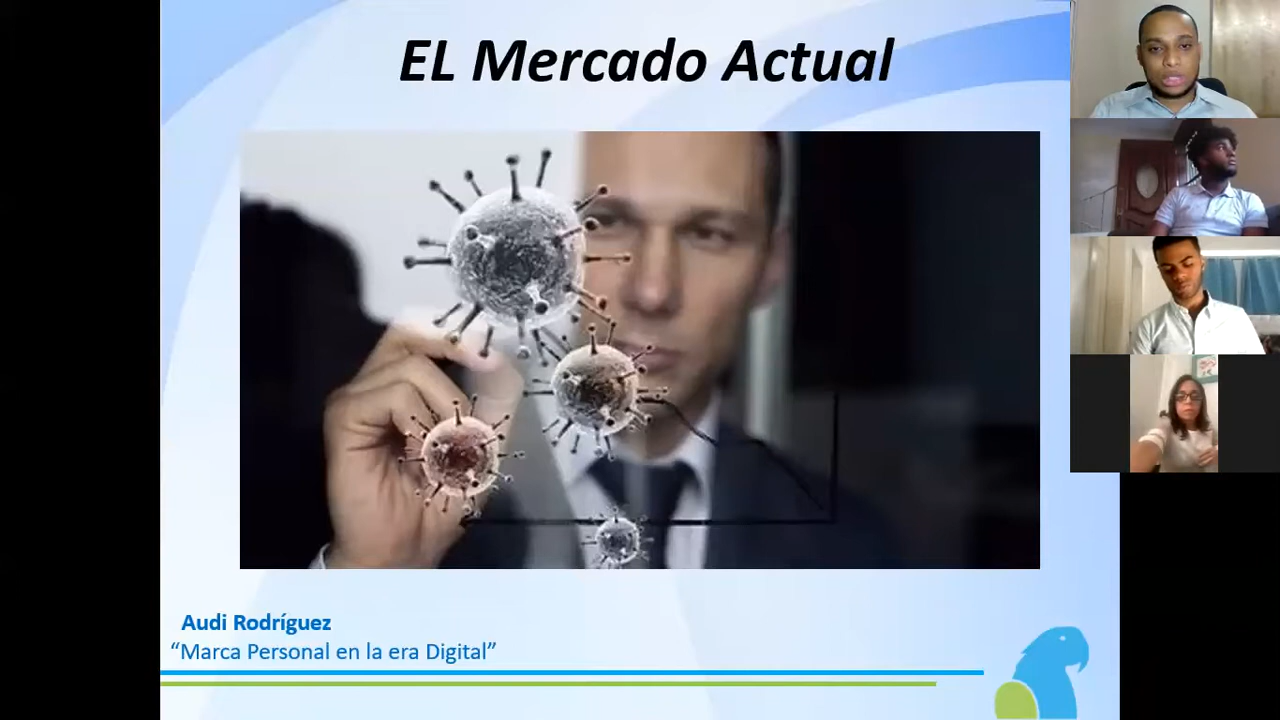 EL Mercado Actual
Audi Rodríguez
“Marca Personal en la era Digital”